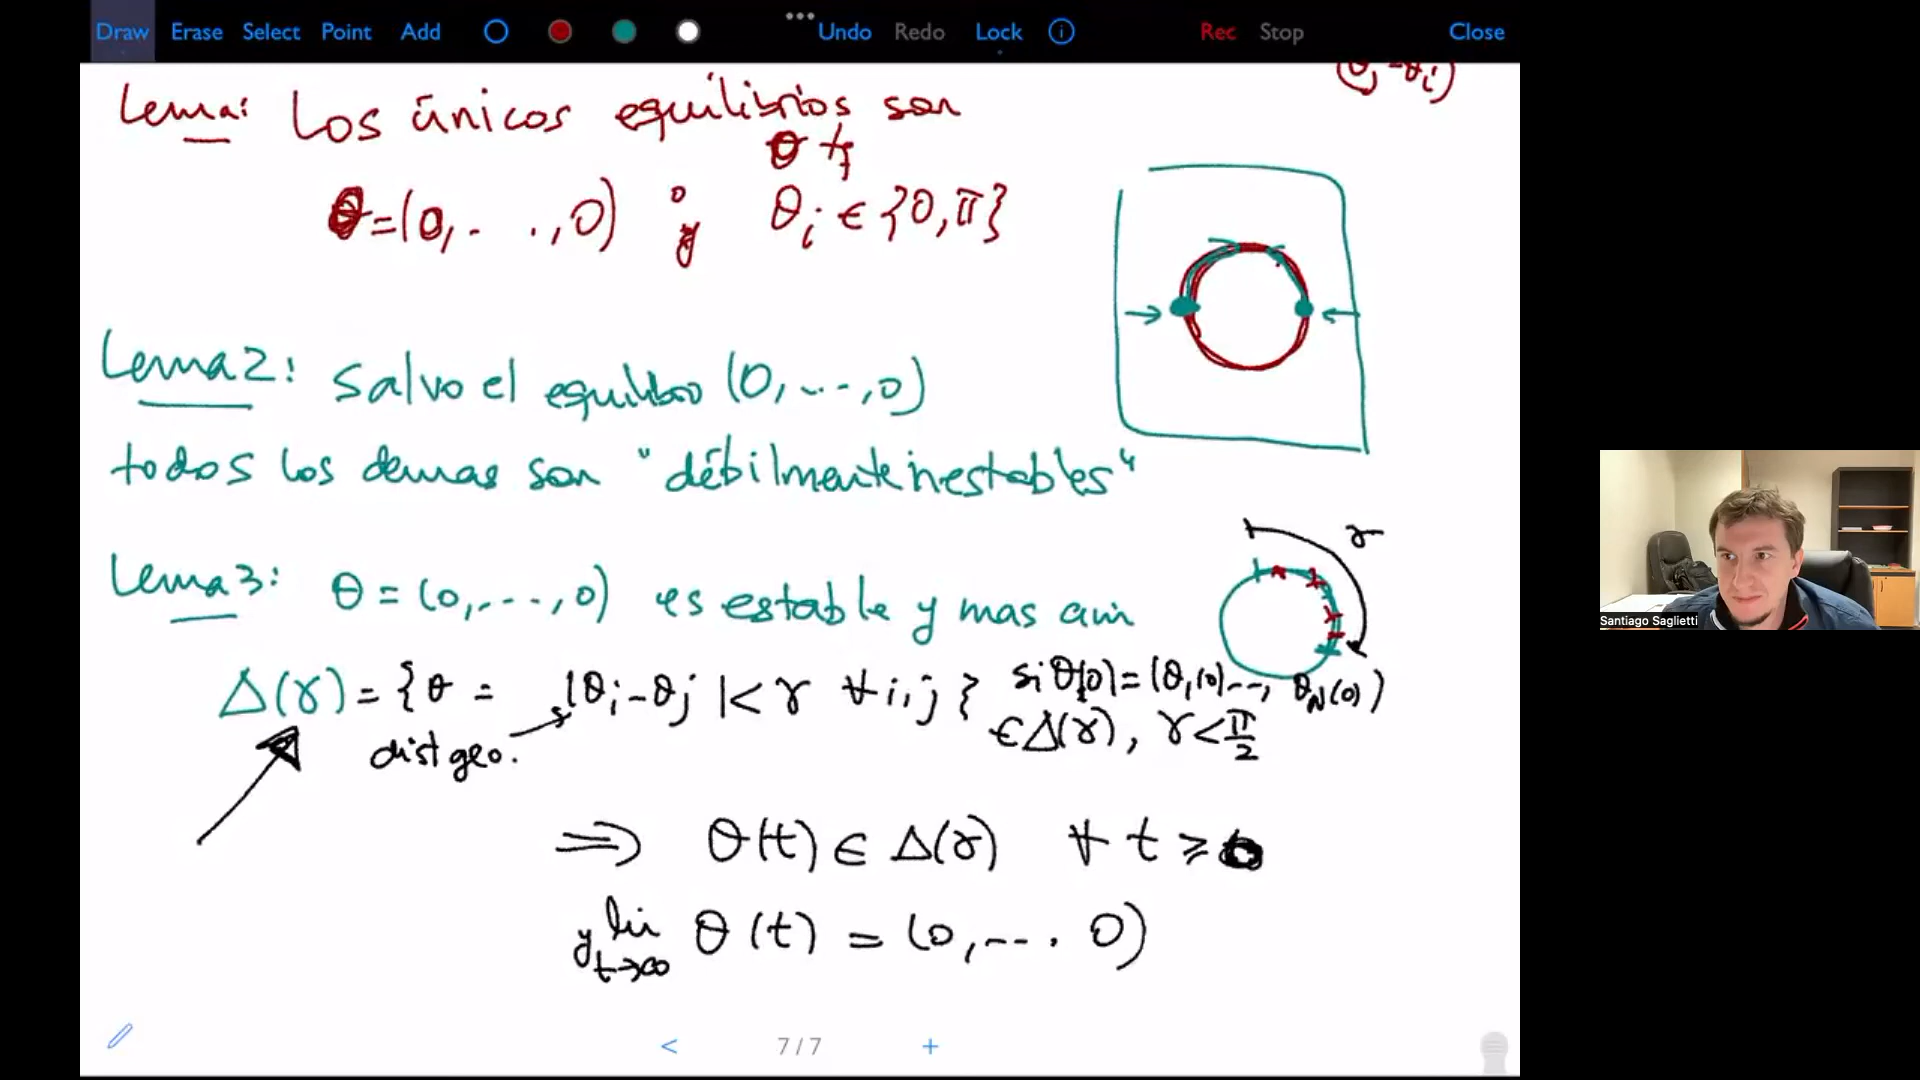 Draw Erase Select Point Add Undo Redo Lock Rec Stop Close
Lema: Los únicos equilibrios son
θ=(0,. . .,0) y θi ∈ {0,π}
Lema2: Salvo el equilibrio (0,...,0)
todos los demas son "débilmente inestables"
Lema3: θ = (0,---,0) es estable y mas aun
γ
Δ(γ) = {θ = |θi-θj|<γ ∀i,j} si θ(0)=(θ1(0)--, θN(0))
dist geo. ∈Δ(γ), γ<π/2
⇒ θ(t) ∈ Δ(γ) ∀ t ≥ 0
y lim t→∞ θ(t) = (0,--. 0)
Santiago Saglietti
< 7/7 +